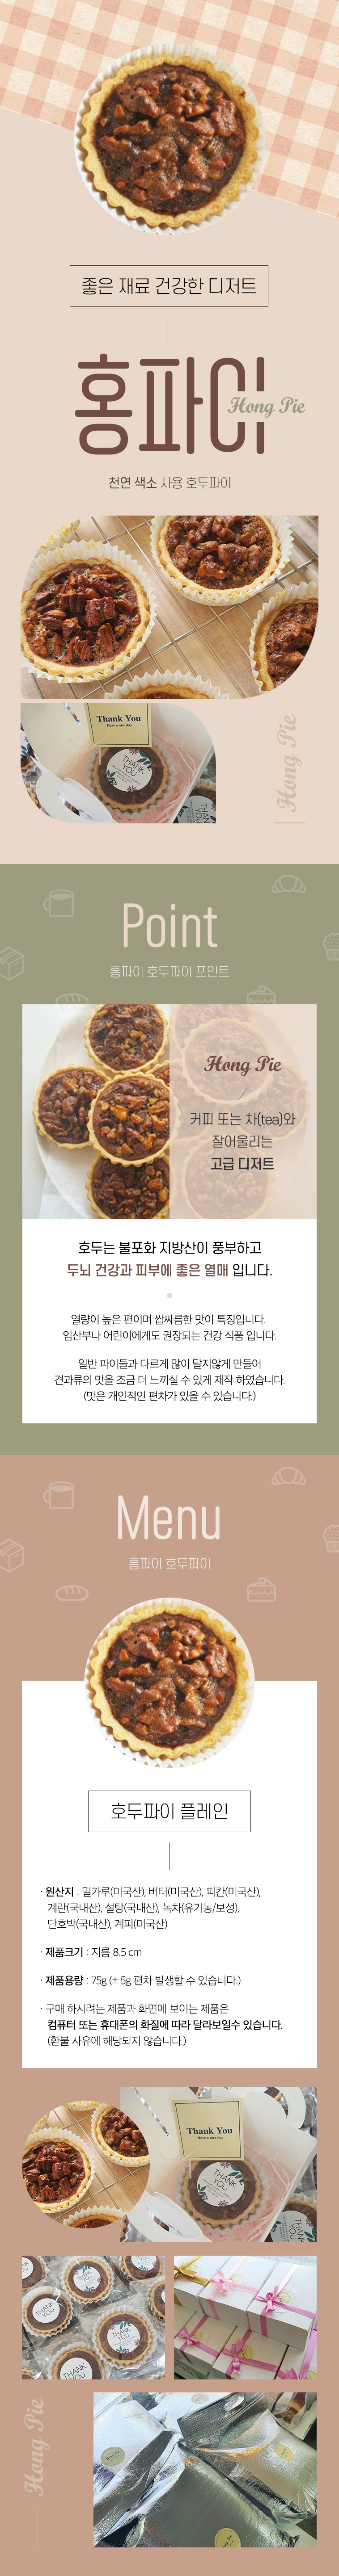 좋은 재료 건강한 디저트
홍파이
Hong Pie
천연 색소 사용 호두파이
Thank You
Have a nice day
THANK
YOU
THANK
YOU
Hong Pie
Point
홍파이 호두파이 포인트
Hong Pie
커피 또는 차(tea)와
잘어울리는
고급 디저트
호두는 불포화 지방산이 풍부하고
두뇌 건강과 피부에 좋은 열매 입니다.
열량이 높은 편이며 쌉싸름한 맛이 특징입니다.
임산부나 어린이에게도 권장되는 건강 식품 입니다.
일반 파이들과 다르게 많이 달지않게 만들어
견과류의 맛을 조금 더 느끼실 수 있게 제작 하였습니다.
(맛은 개인적인 편차가 있을 수 있습니다.)
Menu
홍파이 호두파이
호두파이 플레인
· 원산지 : 밀가루(미국산), 버터(미국산), 피칸(미국산),
계란(국내산), 설탕(국내산), 녹차(유기농/보성),
단호박(국내산), 계피(미국산)
· 제품크기 : 지름 8.5 cm
· 제품용량 : 75g (± 5g 편차 발생할 수 있습니다.)
· 구매 하시려는 제품과 화면에 보이는 제품은
컴퓨터 또는 휴대폰의 화질에 따라 달라보일수 있습니다.
(환불 사유에 해당되지 않습니다.)
Thank You
Have a nice day
THANK
YOU
THANK
YOU
THANK
YOU
THANK
YOU
THANK
YOU
THANK
YOU
Hong Pie